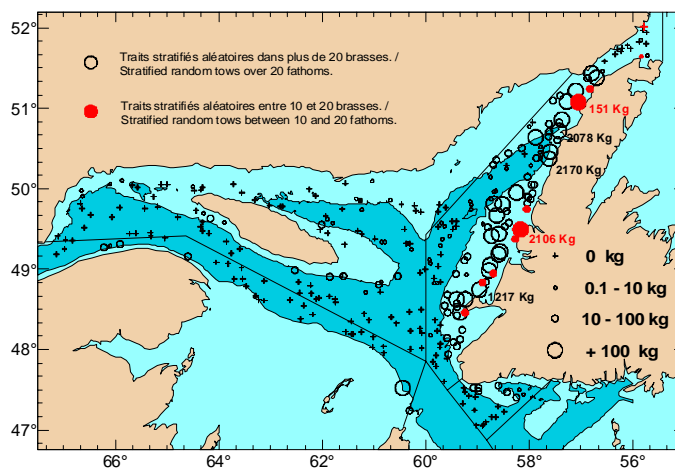 52°
Traits stratifiés aléatoires dans plus de 20 brasses. /
Stratified random tows over 20 fathoms.
Traits stratifiés aléatoires entre 10 et 20 brasses. /
Stratified random tows between 10 and 20 fathoms.
51°
151 Kg
2078 Kg
2170 Kg
50°
2106 Kg
49°
0 kg
0.1 - 10 kg
1217 Kg
10 - 100 kg
48°
+ 100 kg
47°
66°
64°
62°
60°
58°
56°